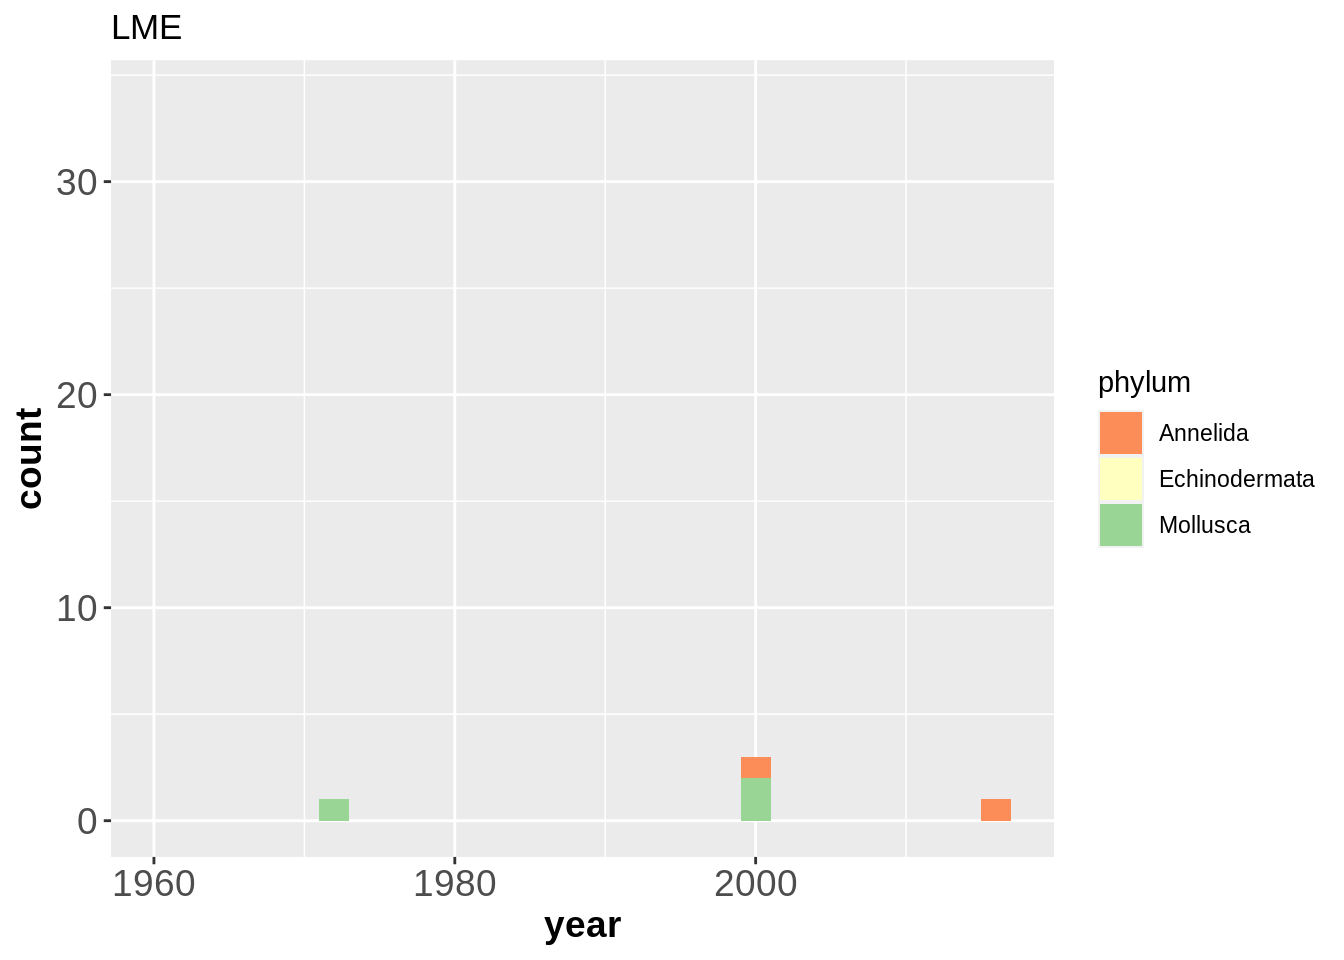 LME
30
20
10
0
count
1960 1980 2000
year
phylum
Annelida
Echinodermata
Mollusca